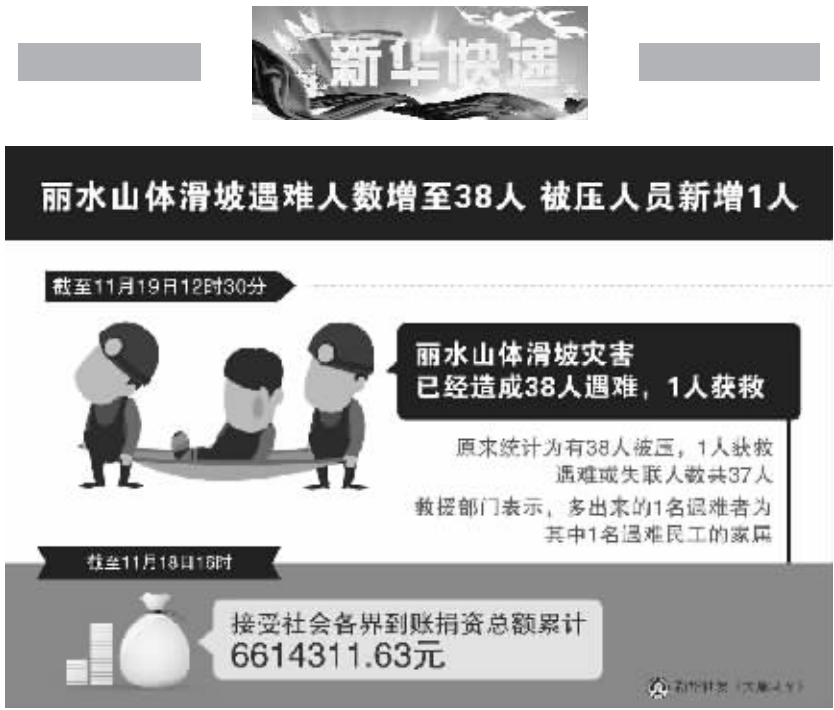 新华快递
丽水山体滑坡遇难人数增至38人 被压人员新增1人
截至11月19日12时30分
丽水山体滑坡灾害
已经造成38人遇难，1人获救
原来统计为有38人被压，1人获救
遇难或失联人数共37人
救援部门表示，多出来的1名遇难者为
其中1名遇难民工的家属
截至11月18日16时
接受社会各界到账捐资总额累计
6614311.63元
新华社发